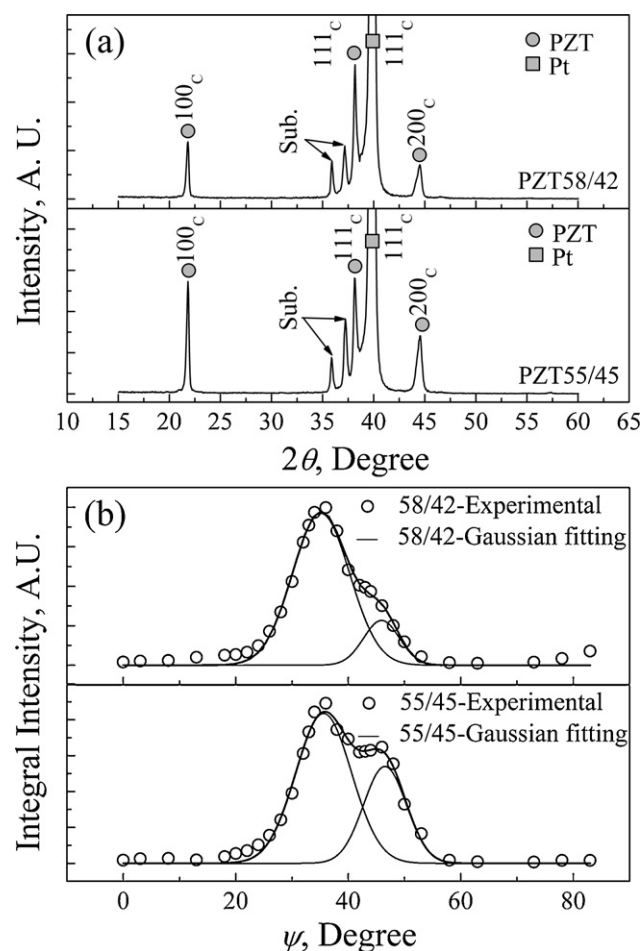 (a)
Intensity, A. U.
100C
Sub.
111C
111C
200C
PZT
Pt
PZT58/42
100C
Sub.
111C
111C
200C
PZT
Pt
PZT55/45
10 15 20 25 30 35 40 45 50 55 60 65
2θ, Degree
(b)
Integral Intensity, A.U.
58/42-Experimental
58/42-Gaussian fitting
55/45-Experimental
55/45-Gaussian fitting
0 20 40 60 80
ψ, Degree